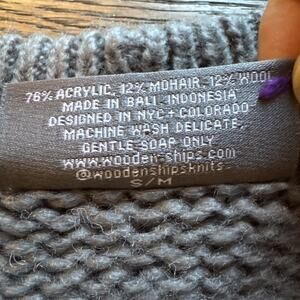 76% ACRYLIC, 12% MOHAIR, 12% WOOL
MADE IN BALI, INDONESIA
DESIGNED IN NYC + COLORADO
MACHINE WASH DELICATE,
GENTLE SOAP ONLY
www.wooden-ships.com
@woodenshipsknits
S/M